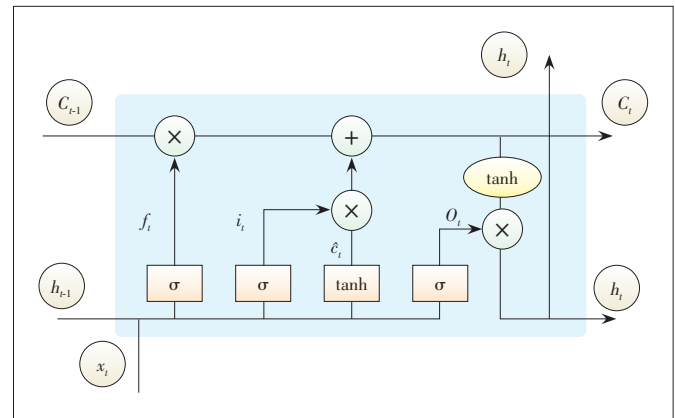 h_t
C_{t-1}
C_t
×
+
tanh
f_t
i_t
×
O_t
×
ĉ_t
h_{t-1}
σ
σ
tanh
σ
h_t
x_t